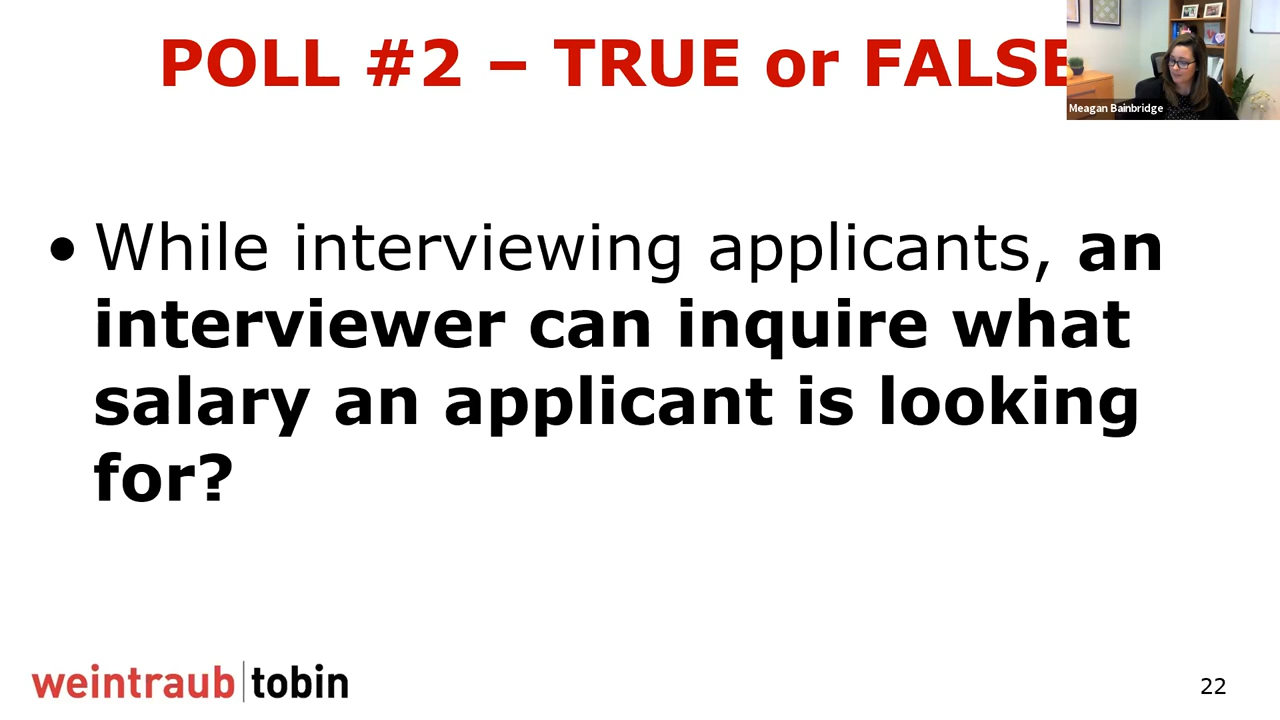 POLL #2 – TRUE or FALSE
Meagan Bainbridge
• While interviewing applicants, an
interviewer can inquire what
salary an applicant is looking
for?
weintraub|tobin
22